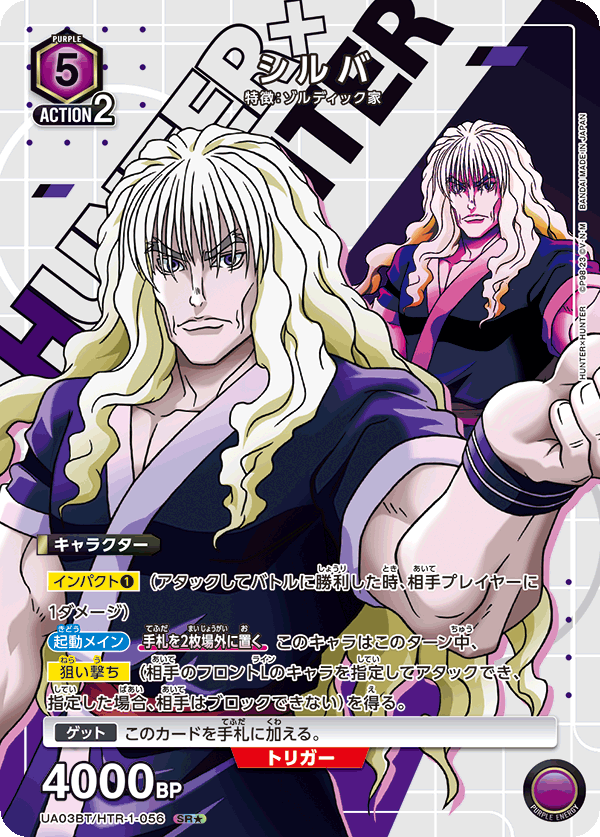 PURPLE
5
ACTION2
HUNTER×HUNTER
シルバ
特徴:ゾルディック家
HUNTER×HUNTER ©P98-23 ©V・N・M BANDAI MADE IN JAPAN
キャラクター
インパクト❶ (アタックしてバトルに勝利した時、相手プレイヤーに
1ダメージ)
起動メイン 手札を2枚場外に置く。このキャラはこのターン中、
狙い撃ち (相手のフロントLのキャラを指定してアタックでき、
指定した場合、相手はブロックできない)を得る。
ゲット このカードを手札に加える。
トリガー
4000BP
UA03BT/HTR-1-056 SR★
PURPLE ENERGY